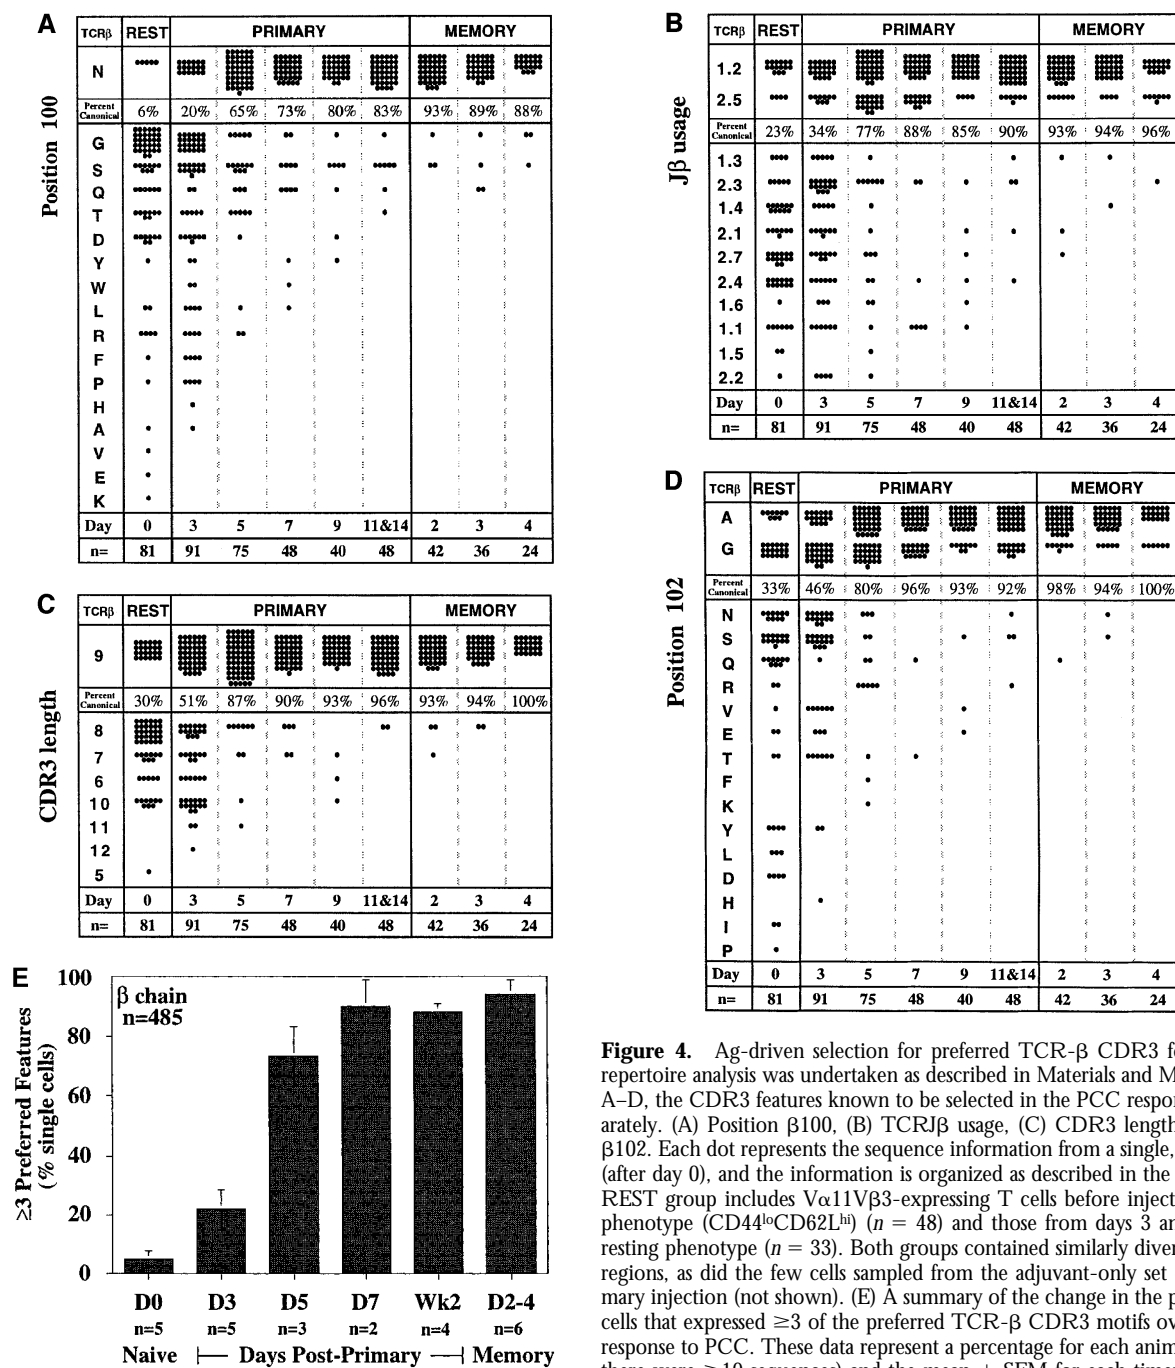 A
TCRβ REST PRIMARY MEMORY
N
Percent Canonical 6% 20% 65% 73% 80% 83% 93% 89% 88%
Position 100
G
S
Q
T
D
Y
W
L
R
F
P
H
A
V
E
K
Day 0 3 5 7 9 11&14 2 3 4
n= 81 91 75 48 40 48 42 36 24
B
TCRβ REST PRIMARY MEMORY
1.2
2.5
Percent Canonical 23% 34% 77% 88% 85% 90% 93% 94% 96%
Jβ usage
1.3
2.3
1.4
2.1
2.7
2.4
1.6
1.1
1.5
2.2
Day 0 3 5 7 9 11&14 2 3 4
n= 81 91 75 48 40 48 42 36 24
C
TCRβ REST PRIMARY MEMORY
9
Percent Canonical 30% 51% 87% 90% 93% 96% 93% 94% 100%
CDR3 length
8
7
6
10
11
12
5
Day 0 3 5 7 9 11&14 2 3 4
n= 81 91 75 48 40 48 42 36 24
D
TCRβ REST PRIMARY MEMORY
A
G
Percent Canonical 33% 46% 80% 96% 93% 92% 98% 94% 100%
Position 102
N
S
Q
R
V
E
T
F
K
Y
L
D
H
I
P
Day 0 3 5 7 9 11&14 2 3 4
n= 81 91 75 48 40 48 42 36 24
E
≥3 Preferred Features
(% single cells)
β chain
n=485
100
80
60
40
20
0
D0 D3 D5 D7 Wk2 D2-4
n=5 n=5 n=3 n=2 n=4 n=6
Naive Days Post-Primary Memory
Figure 4. Ag-driven selection for preferred TCR-β CDR3 fe
repertoire analysis was undertaken as described in Materials and M
A–D, the CDR3 features known to be selected in the PCC respon
arately. (A) Position β100, (B) TCRJβ usage, (C) CDR3 length
β102. Each dot represents the sequence information from a single,
(after day 0), and the information is organized as described in the
REST group includes Vα11Vβ3-expressing T cells before inject
phenotype (CD44loCD62Lhi) (n = 48) and those from days 3 an
resting phenotype (n = 33). Both groups contained similarly diver
regions, as did the few cells sampled from the adjuvant-only set
mary injection (not shown). (E) A summary of the change in the p
cells that expressed ≥3 of the preferred TCR-β CDR3 motifs ov
response to PCC. These data represent a percentage for each anim
there were ≥10 sequences) and the mean ± SEM for each tim